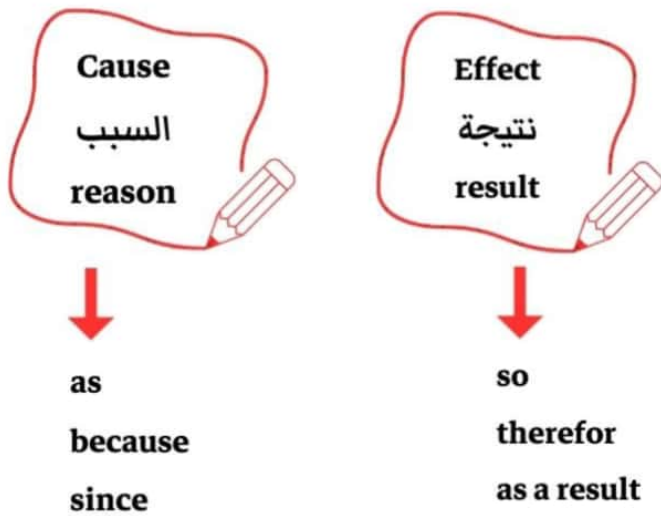 Cause
السبب
reason
as
because
since
Effect
نتيجة
result
so
therefor
as a result